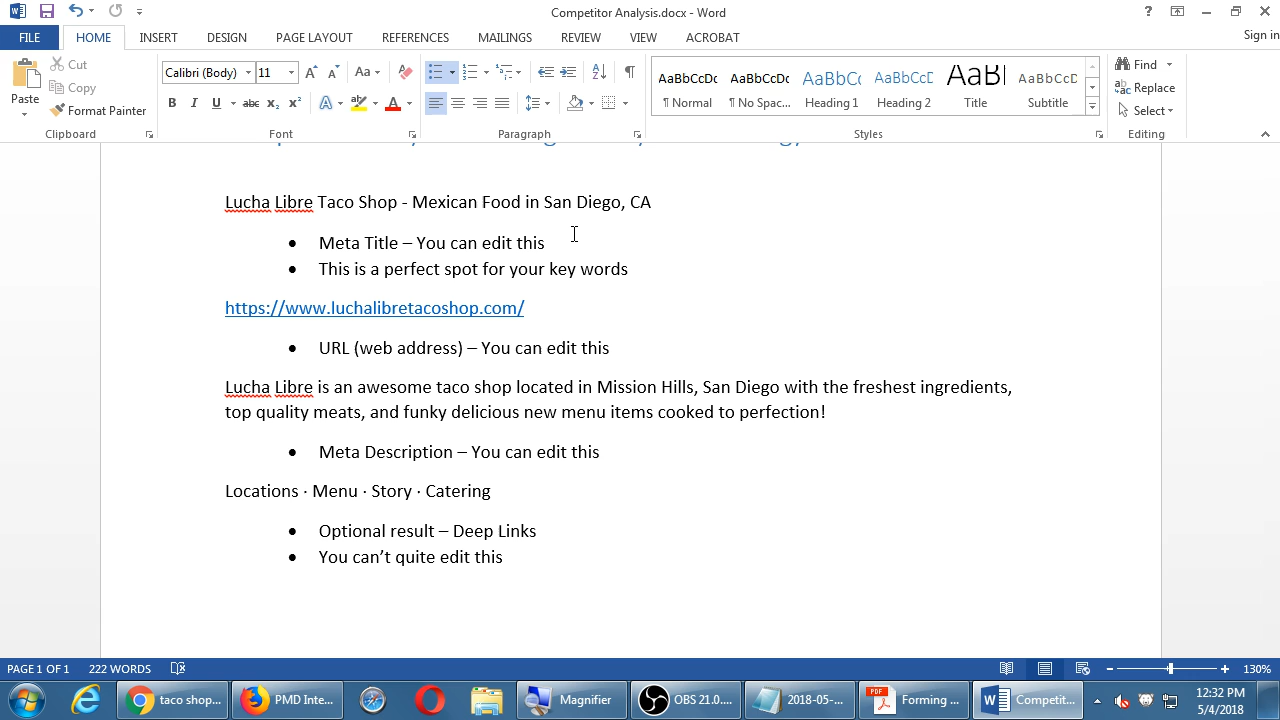 Competitor Analysis.docx - Word
FILE HOME INSERT DESIGN PAGE LAYOUT REFERENCES MAILINGS REVIEW VIEW ACROBAT Sign in
Paste
Cut
Copy
Format Painter
Clipboard
Calibri (Body) 11
Font
Paragraph
AaBbCcDc AaBbCcDc AaBbCc AaBbCcD AaB AaBbCcD
¶ Normal ¶ No Spac... Heading 1 Heading 2 Title Subtitle
Styles
Find
Replace
Select
Editing
Lucha Libre Taco Shop - Mexican Food in San Diego, CA
• Meta Title – You can edit this
• This is a perfect spot for your key words
https://www.luchalibretacoshop.com/
• URL (web address) – You can edit this
Lucha Libre is an awesome taco shop located in Mission Hills, San Diego with the freshest ingredients,
top quality meats, and funky delicious new menu items cooked to perfection!
• Meta Description – You can edit this
Locations · Menu · Story · Catering
• Optional result – Deep Links
• You can’t quite edit this
PAGE 1 OF 1 222 WORDS 130%
taco shop... PMD Inte... Magnifier OBS 21.0.... 2018-05-... Forming ... Competit... 12:32 PM
5/4/2018